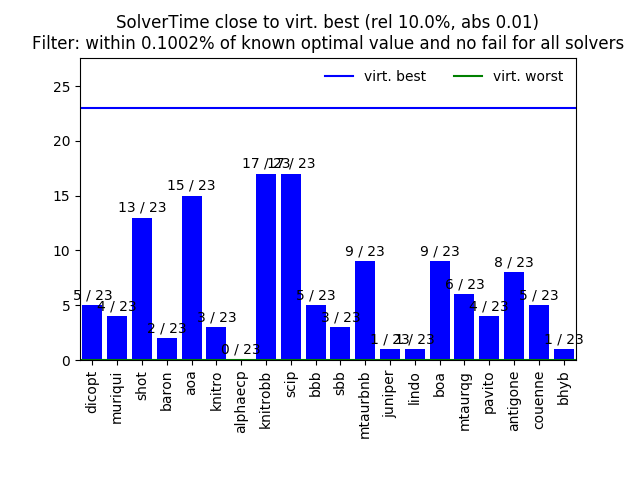 SolverTime close to virt. best (rel 10.0%, abs 0.01)
Filter: within 0.1002% of known optimal value and no fail for all solvers
virt. best
virt. worst
25
20
15
10
5
0
5 / 23
4 / 23
13 / 23
2 / 23
15 / 23
3 / 23
0 / 23
17 / 23
17 / 23
5 / 23
3 / 23
9 / 23
1 / 23
1 / 23
9 / 23
6 / 23
4 / 23
8 / 23
5 / 23
1 / 23
dicopt
muriqui
shot
baron
aoa
knitro
alphaecp
knitrobb
scip
bbb
sbb
mtaurbnb
juniper
lindo
boa
mtaurqg
pavito
antigone
couenne
bhyb